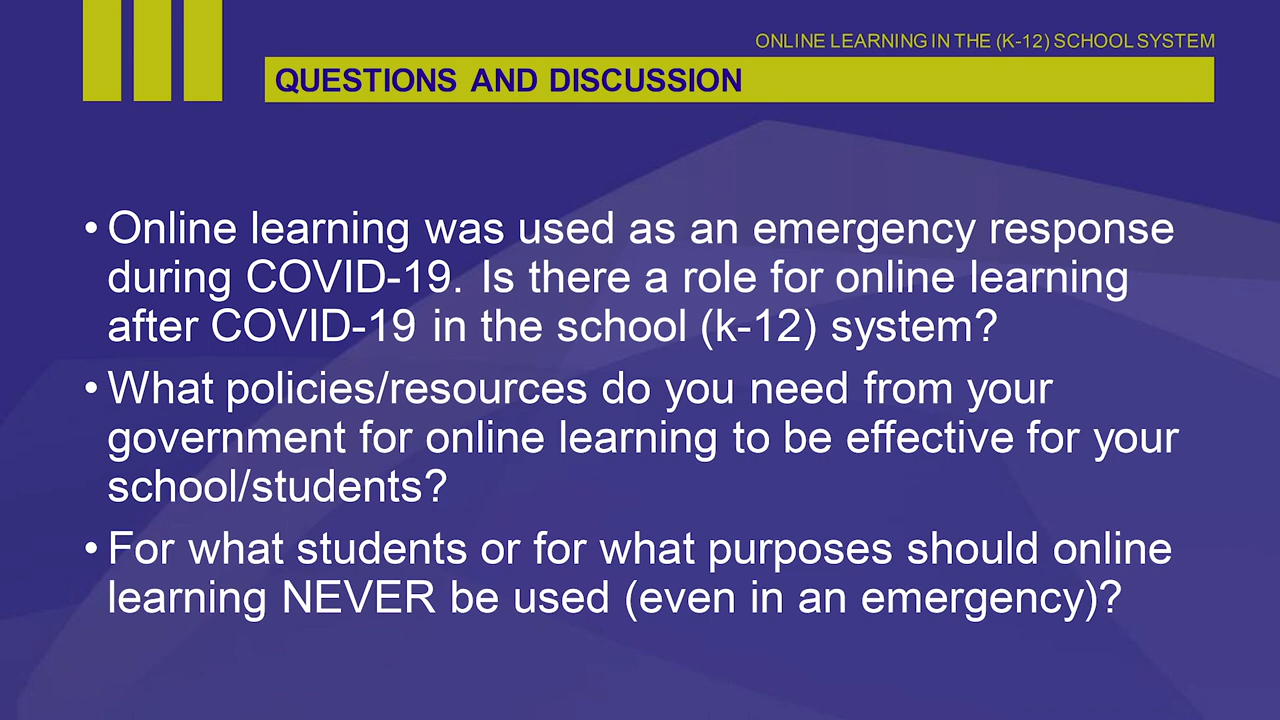 ONLINE LEARNING IN THE (K-12) SCHOOL SYSTEM
QUESTIONS AND DISCUSSION
• Online learning was used as an emergency response
during COVID-19. Is there a role for online learning
after COVID-19 in the school (k-12) system?
• What policies/resources do you need from your
government for online learning to be effective for your
school/students?
• For what students or for what purposes should online
learning NEVER be used (even in an emergency)?